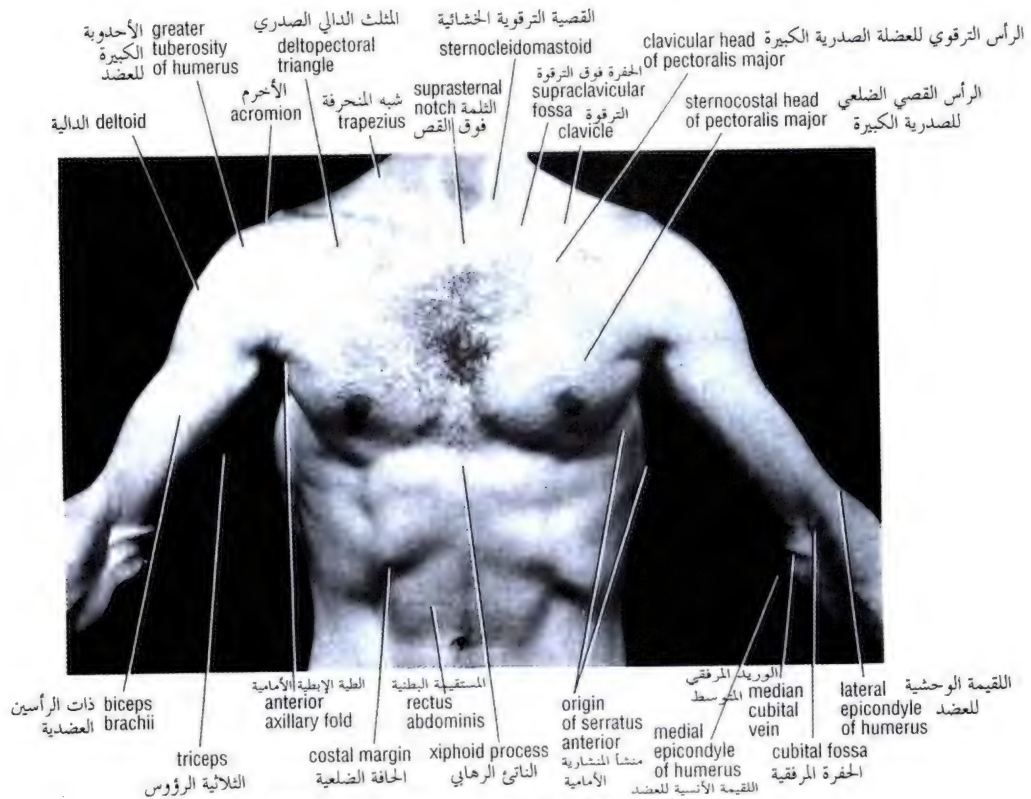 الأحدوبة greater
الكبيرة tuberosity
للعضد of humerus
المثلث الدالي الصدري
deltopectoral
triangle
القصية الترقوية الخشائية
sternocleidomastoid
الرأس الترقوي للعضلة الصدرية الكبيرة clavicular head
of pectoralis major
الأخرم
acromion
شبه المنحرفة
trapezius
suprasternal
notch الثلمة
فوق القص
الحفرة فوق الترقوة
supraclavicular
fossa الترقوة
clavicle
الرأس القصي الضلعي sternocostal head
للصدرية الكبيرة of pectoralis major
الدالية deltoid
ذات الرأسين biceps
العضدية brachii
triceps
الثلاثية الرؤوس
الطية الإبطية الأمامية
anterior
axillary fold
costal margin
الحافة الضلعية
المستقيمة البطنية
rectus
abdominis
xiphoid process
الناتئ الرهابي
origin
of serratus
anterior
منشأ المنشارية
الأمامية
medial
epicondyle
of humerus
اللقيمة الأنسية للعضد
الوريد المرفقي
المتوسط median
cubital
vein
cubital fossa
الحفرة المرفقية
اللقيمة الوحشية lateral
للعضد epicondyle
of humerus